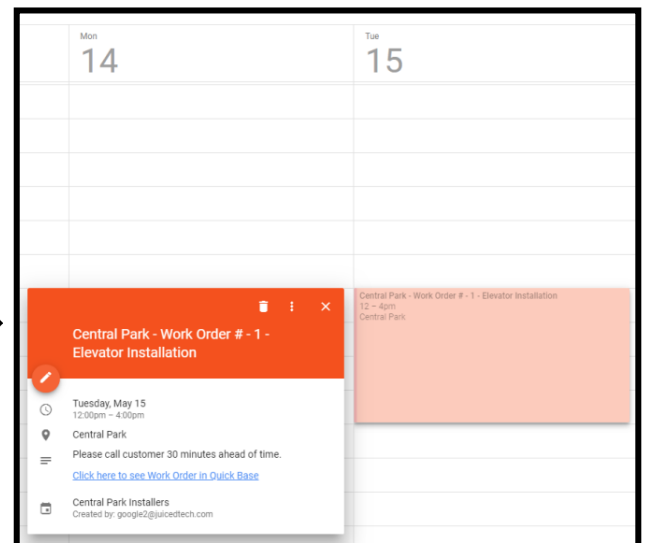 Mon
14
Tue
15
Central Park - Work Order # - 1 - Elevator Installation
12 – 4pm
Central Park
Central Park - Work Order # - 1 -
Elevator Installation
Tuesday, May 15
12:00pm – 4:00pm
Central Park
Please call customer 30 minutes ahead of time.
Click here to see Work Order in Quick Base
Central Park Installers
Created by: google2@juicedtech.com